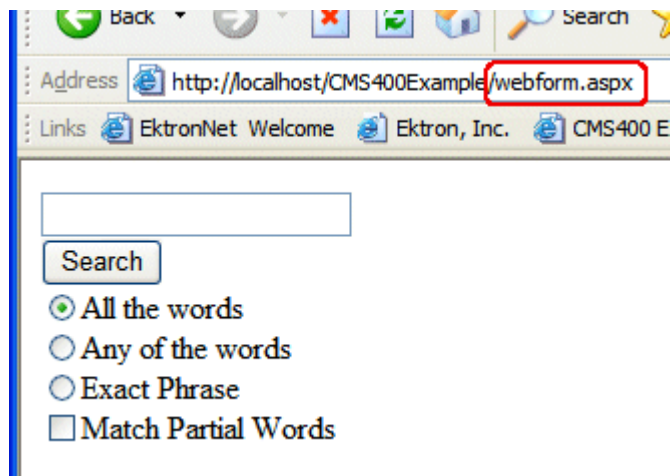 Back Search
Address http://localhost/CMS400Example/webform.aspx
Links EktronNet Welcome Ektron, Inc. CMS400 E
Search
All the words
Any of the words
Exact Phrase
Match Partial Words